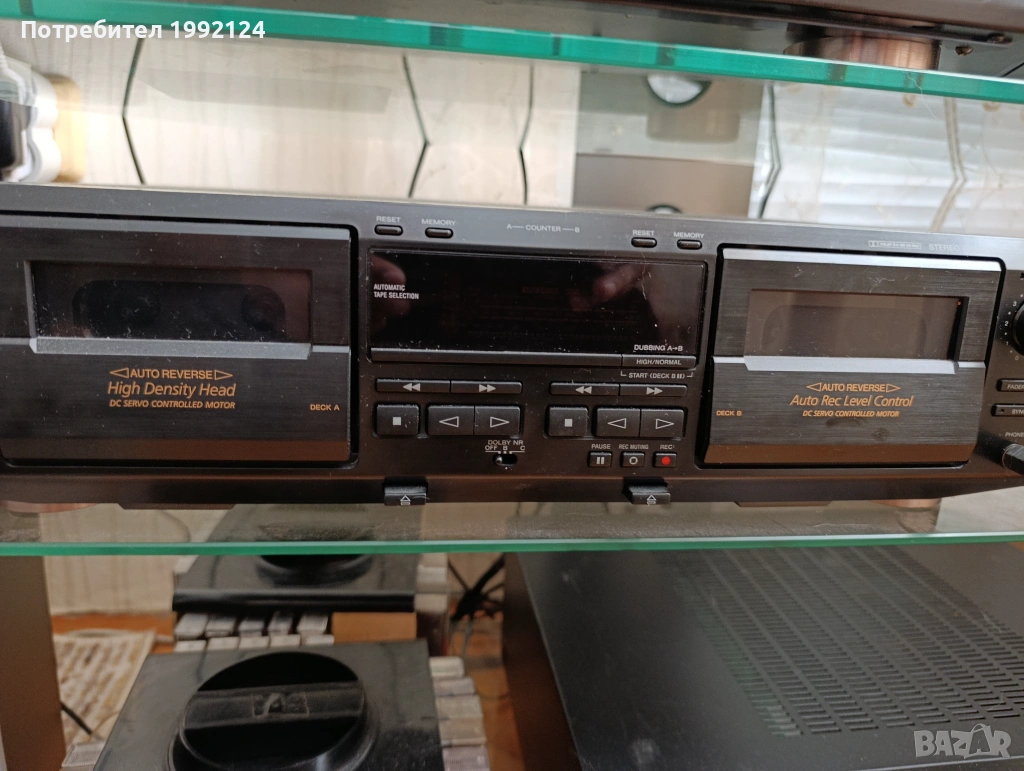 Потребител 1992124
RESET
MEMORY
A COUNTER B
RESET
MEMORY
STEREO
AUTOMATIC
TAPE SELECTION
DUBBING A→B
HIGH/NORMAL
START (DECK B)
AUTO REVERSE
High Density Head
DC SERVO CONTROLLED MOTOR
DECK A
AUTO REVERSE
Auto Rec Level Control
DC SERVO CONTROLLED MOTOR
DECK B
DOLBY NR
OFF B C
PAUSE
REC MUTING
REC
FADER
PHONES
BAZAR